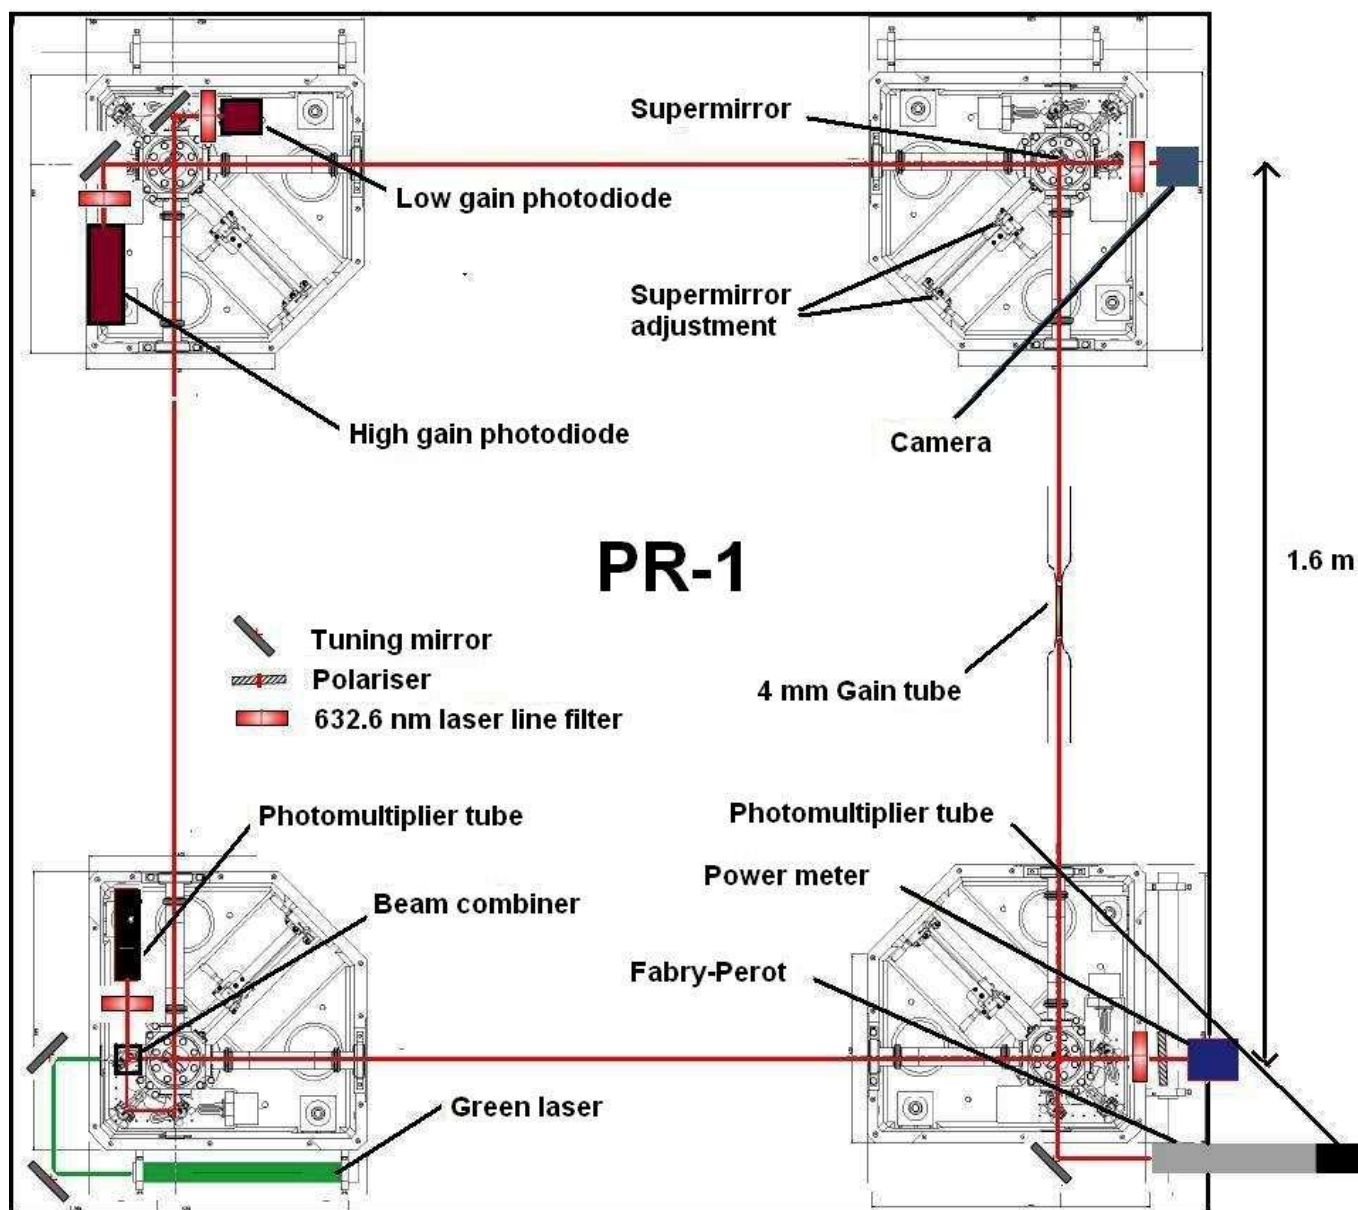 Supermirror
Low gain photodiode
Supermirror
adjustment
High gain photodiode
Camera
PR-1
1.6 m
Tuning mirror
Polariser
632.6 nm laser line filter
4 mm Gain tube
Photomultiplier tube
Photomultiplier tube
Power meter
Beam combiner
Fabry-Perot
Green laser